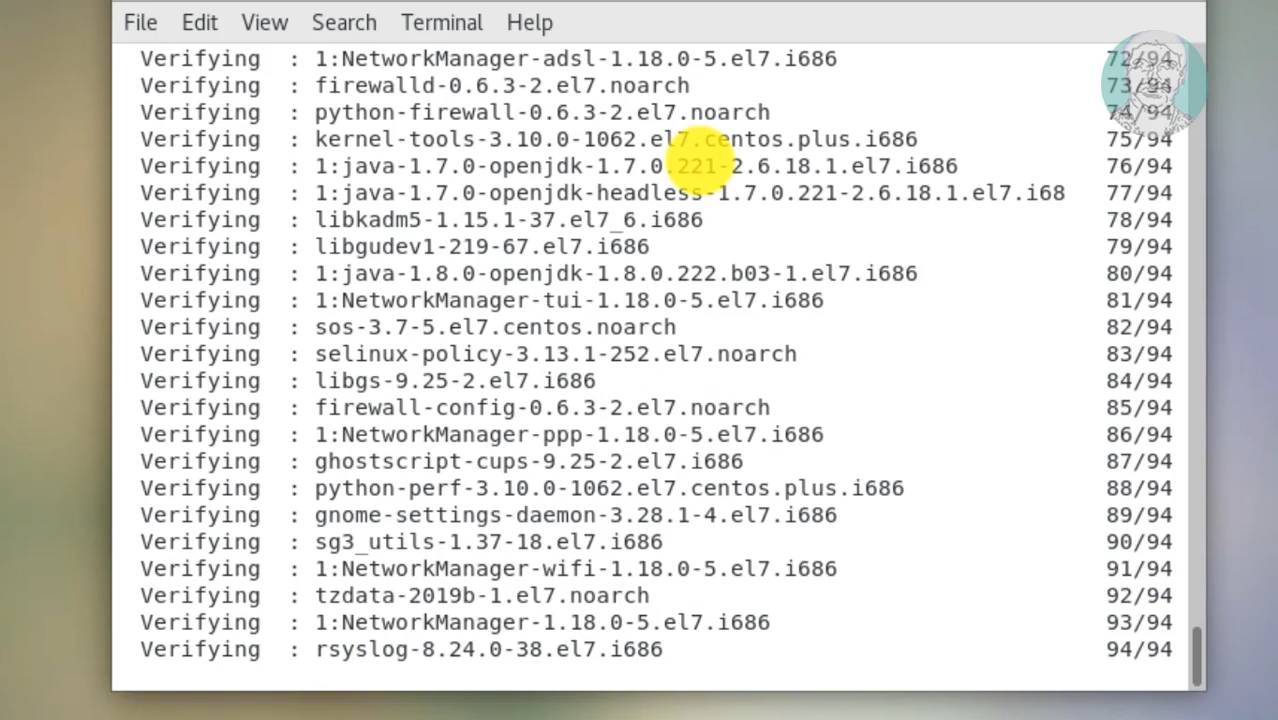 File Edit View Search Terminal Help
Verifying : 1:NetworkManager-adsl-1.18.0-5.el7.i686 72/94
Verifying : firewalld-0.6.3-2.el7.noarch 73/94
Verifying : python-firewall-0.6.3-2.el7.noarch 74/94
Verifying : kernel-tools-3.10.0-1062.el7.centos.plus.i686 75/94
Verifying : 1:java-1.7.0-openjdk-1.7.0.221-2.6.18.1.el7.i686 76/94
Verifying : 1:java-1.7.0-openjdk-headless-1.7.0.221-2.6.18.1.el7.i68 77/94
Verifying : libkadm5-1.15.1-37.el7_6.i686 78/94
Verifying : libgudev1-219-67.el7.i686 79/94
Verifying : 1:java-1.8.0-openjdk-1.8.0.222.b03-1.el7.i686 80/94
Verifying : 1:NetworkManager-tui-1.18.0-5.el7.i686 81/94
Verifying : sos-3.7-5.el7.centos.noarch 82/94
Verifying : selinux-policy-3.13.1-252.el7.noarch 83/94
Verifying : libgs-9.25-2.el7.i686 84/94
Verifying : firewall-config-0.6.3-2.el7.noarch 85/94
Verifying : 1:NetworkManager-ppp-1.18.0-5.el7.i686 86/94
Verifying : ghostscript-cups-9.25-2.el7.i686 87/94
Verifying : python-perf-3.10.0-1062.el7.centos.plus.i686 88/94
Verifying : gnome-settings-daemon-3.28.1-4.el7.i686 89/94
Verifying : sg3_utils-1.37-18.el7.i686 90/94
Verifying : 1:NetworkManager-wifi-1.18.0-5.el7.i686 91/94
Verifying : tzdata-2019b-1.el7.noarch 92/94
Verifying : 1:NetworkManager-1.18.0-5.el7.i686 93/94
Verifying : rsyslog-8.24.0-38.el7.i686 94/94